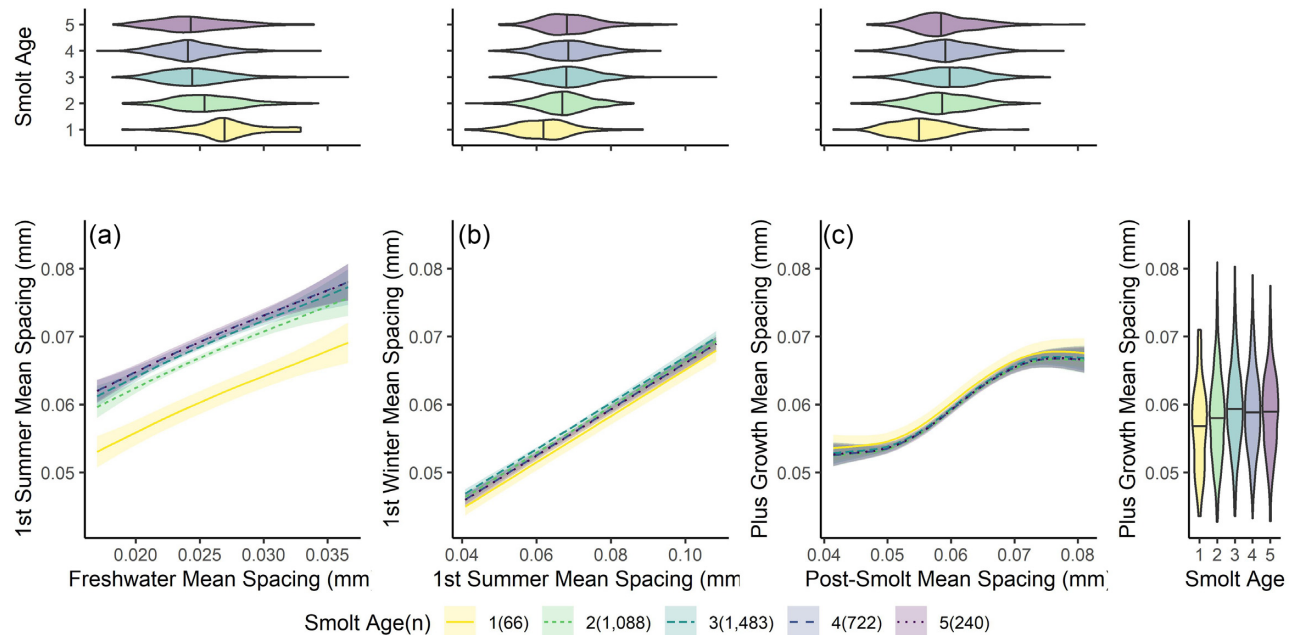 Smolt Age
5
4
3
2
1
(a)
1st Summer Mean Spacing (mm)
0.08
0.07
0.06
0.05
0.020 0.025 0.030 0.035
Freshwater Mean Spacing (mm
(b)
1st Winter Mean Spacing (mm)
0.08
0.07
0.06
0.05
0.04 0.06 0.08 0.10
1st Summer Mean Spacing (mm
(c)
Plus Growth Mean Spacing (mm)
0.08
0.07
0.06
0.05
0.04 0.05 0.06 0.07 0.08
Post-Smolt Mean Spacing (mm)
Plus Growth Mean Spacing (mm)
0.08
0.07
0.06
0.05
1 2 3 4 5
Smolt Age
Smolt Age(n) 1(66) 2(1,088) 3(1,483) 4(722) 5(240)